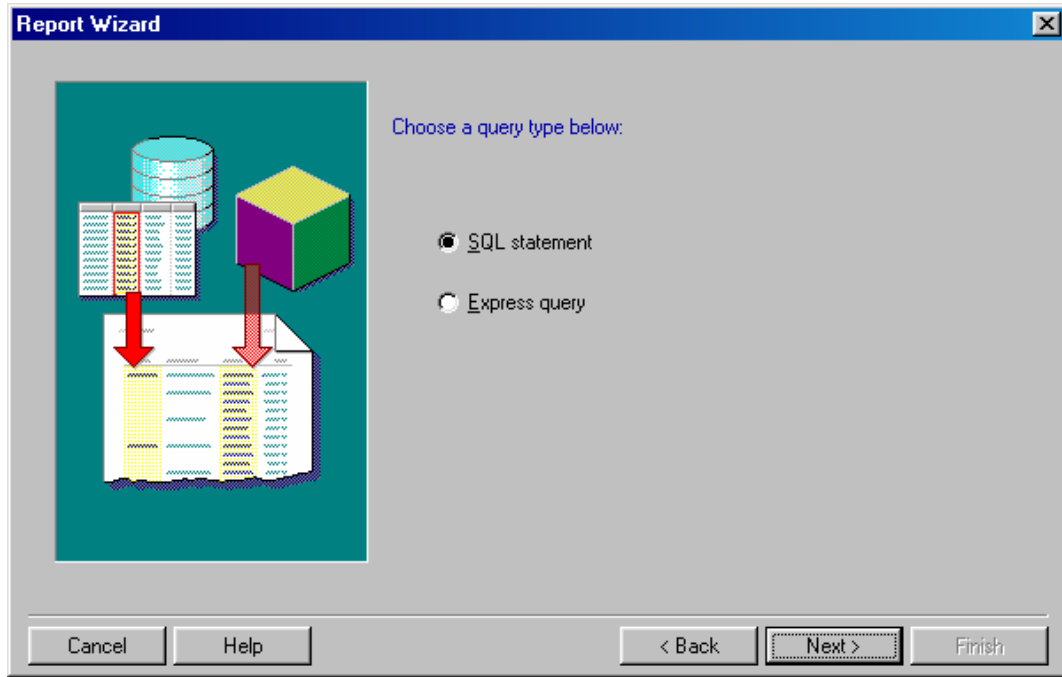 Report Wizard
Choose a query type below:
SQL statement
Express query
Cancel
Help
< Back
Next >
Finish